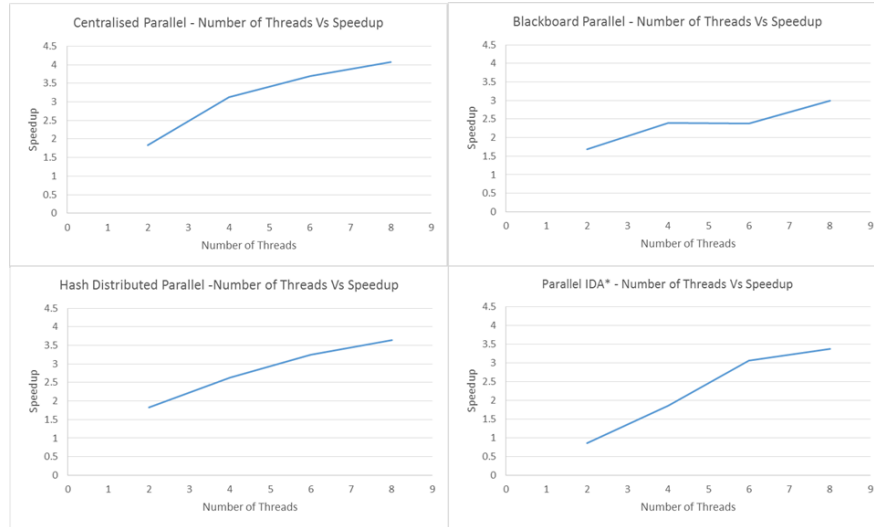 Centralised Parallel - Number of Threads Vs Speedup
4.5
4
3.5
3
2.5
2
1.5
1
0.5
0
Speedup
0 1 2 3 4 5 6 7 8 9
Number of Threads
Blackboard Parallel - Number of Threads Vs Speedup
4.5
4
3.5
3
2.5
2
1.5
1
0.5
0
Speedup
0 1 2 3 4 5 6 7 8 9
Number of Threads
Hash Distributed Parallel -Number of Threads Vs Speedup
4.5
4
3.5
3
2.5
2
1.5
1
0.5
0
Speedup
0 1 2 3 4 5 6 7 8 9
Number of Threads
Parallel IDA* - Number of Threads Vs Speedup
4.5
4
3.5
3
2.5
2
1.5
1
0.5
0
Speedup
0 1 2 3 4 5 6 7 8 9
Number of Threads